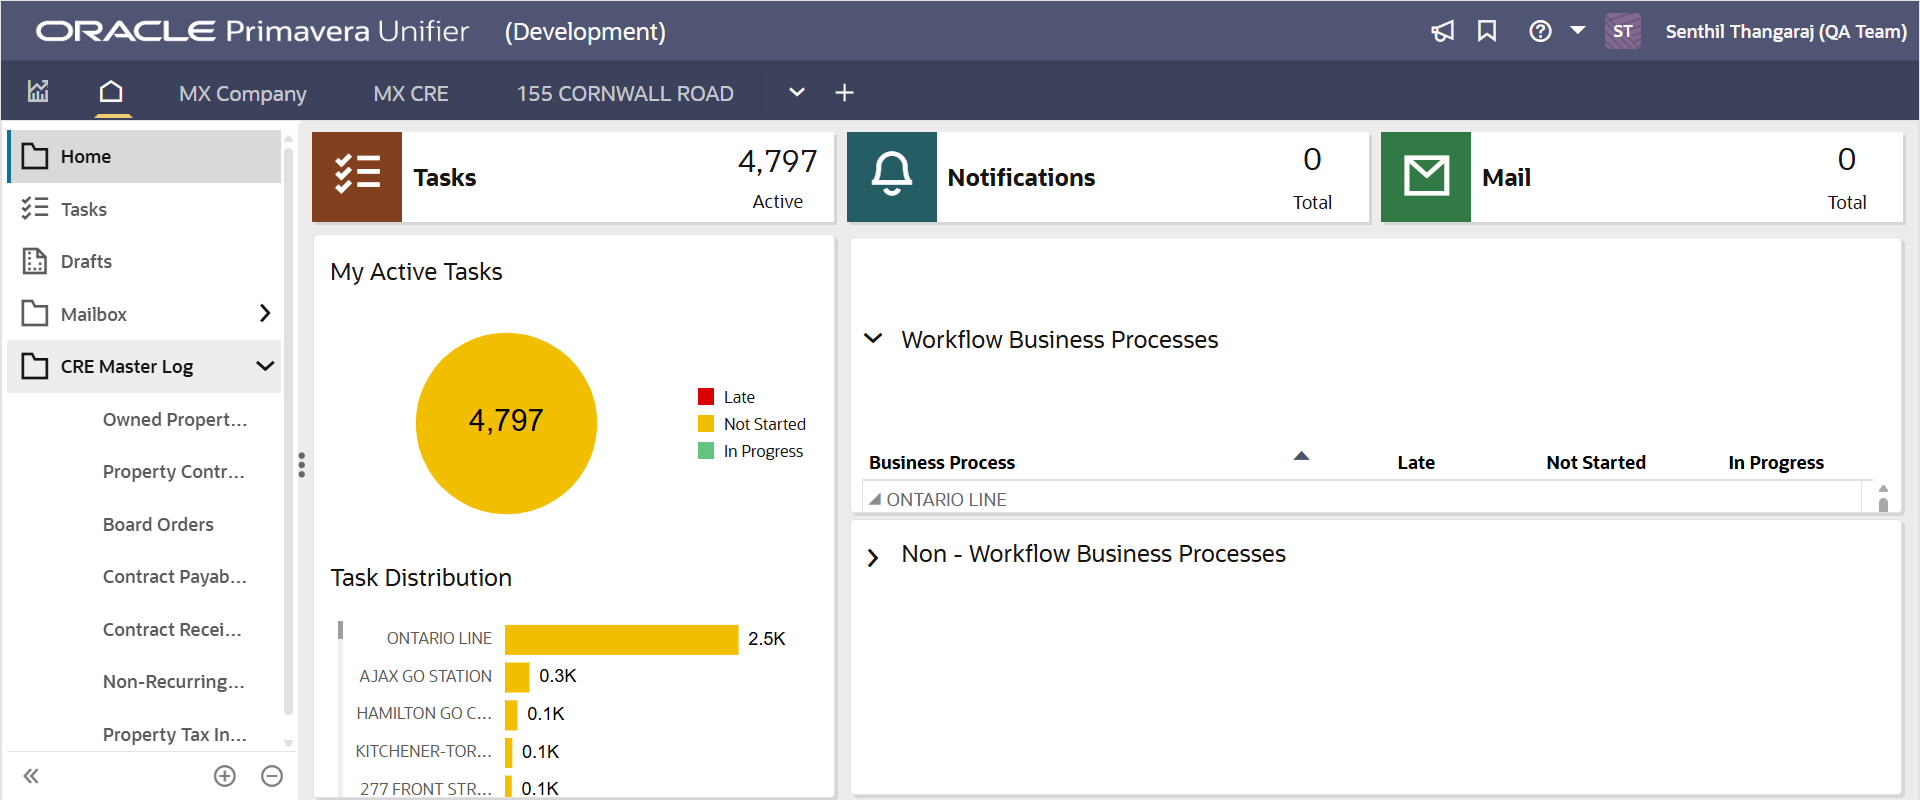 ORACLE Primavera Unifier (Development)
ST Senthil Thangaraj (QA Team)
MX Company MX CRE 155 CORNWALL ROAD
Home
Tasks
Drafts
Mailbox
CRE Master Log
Owned Propert...
Property Contr...
Board Orders
Contract Payab...
Contract Recei...
Non-Recurring...
Property Tax In...
Tasks 4,797 Active
Notifications 0 Total
Mail 0 Total
My Active Tasks
4,797
Late
Not Started
In Progress
Task Distribution
ONTARIO LINE 2.5K
AJAX GO STATION 0.3K
HAMILTON GO C... 0.1K
KITCHENER-TOR... 0.1K
277 FRONT STR... 0.1K
Workflow Business Processes
Business Process Late Not Started In Progress
ONTARIO LINE
Non - Workflow Business Processes